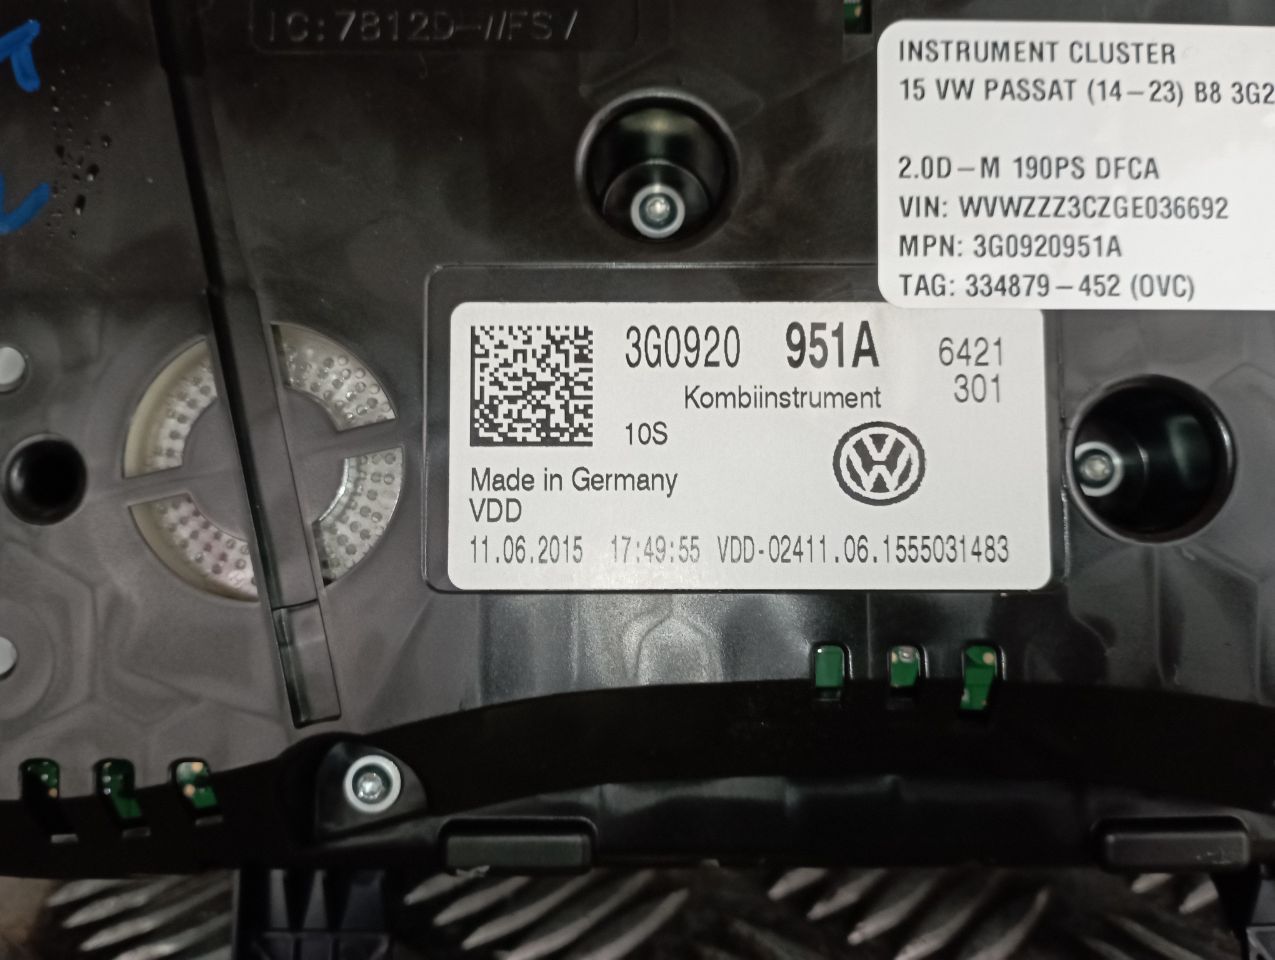 IC:7812D-//FS/
INSTRUMENT CLUSTER
15 VW PASSAT (14-23) B8 3G2
2.0D-M 190PS DFCA
VIN: WVWZZZ3CZGE036692
MPN: 3G0920951A
TAG: 334879-452 (OVC)
3G0920 951A 6421
Kombiinstrument 301
10S
Made in Germany
VDD
11.06.2015 17:49:55 VDD-02411.06.1555031483